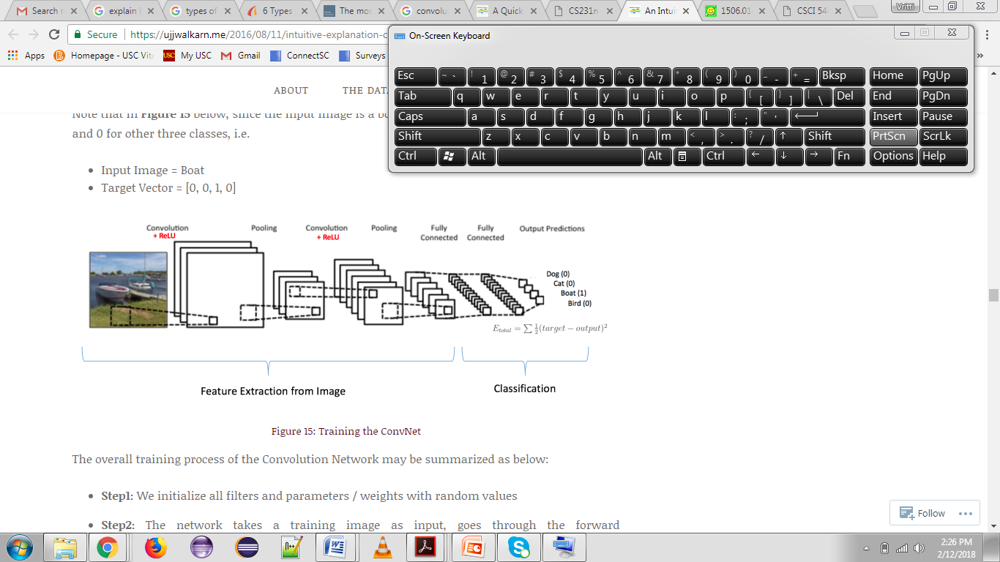 Search r
explain
types of
6 Types
The mos
convolu
A Quick
CS231n
An Intui
1506.01
CSCI 54
Vritti
Secure
https://ujjwalkarn.me/2016/08/11/intuitive-explanation-o
Apps
Homepage - USC Vit
USC
My USC
Gmail
ConnectSC
Surveys
»
On-Screen Keyboard
Esc ~ ` ! 1 @ 2 # 3 $ 4 % 5 ^ 6 & 7 * 8 ( 9 ) 0 _ - + = Bksp Home PgUp
Tab q w e r t y u i o p { [ } ] | \ Del End PgDn
Caps a s d f g h j k l : ; " ' Insert Pause
Shift z x c v b n m < , > . ? / ↑ Shift PrtScn ScrLk
Ctrl Alt Alt Ctrl ← ↓ → Fn Options Help
ABOUT THE DAT
Note that in Figure 15 below, since the input image is a bo
and 0 for other three classes, i.e.
• Input Image = Boat
• Target Vector = [0, 0, 1, 0]
Convolution
+ ReLU
Pooling
Convolution
+ ReLU
Pooling
Fully
Connected
Fully
Connected
Output Predictions
Dog (0)
Cat (0)
Boat (1)
Bird (0)
E_total = ∑ ½(target − output)²
Feature Extraction from Image
Classification
Figure 15: Training the ConvNet
The overall training process of the Convolution Network may be summarized as below:
• Step1: We initialize all filters and parameters / weights with random values
• Step2: The network takes a training image as input, goes through the forward
Follow
2:26 PM
2/12/2018